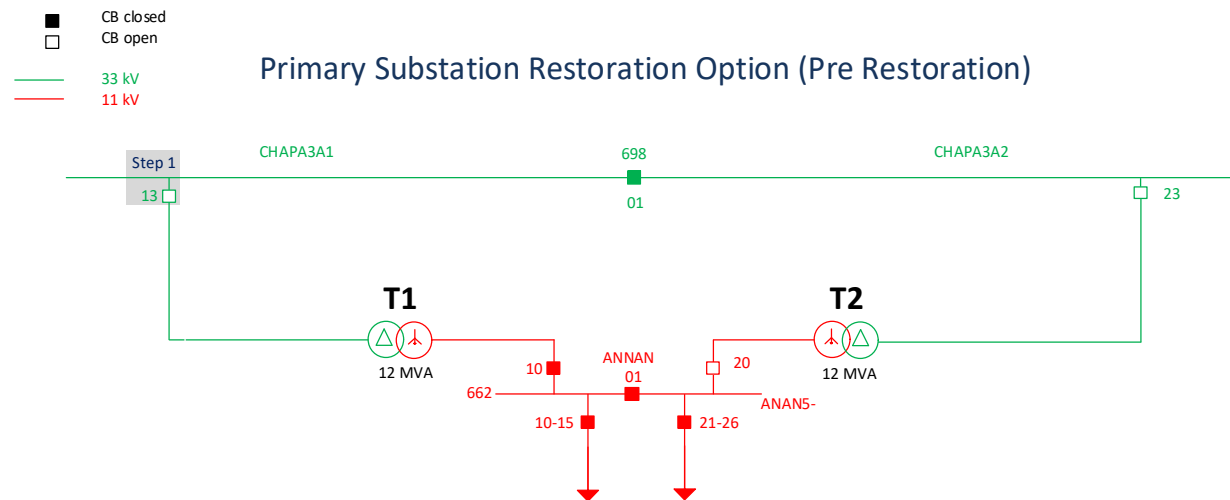 CB closed
CB open
33 kV
11 kV
Primary Substation Restoration Option (Pre Restoration)
Step 1
CHAPA3A1
698
CHAPA3A2
13
01
23
T1
T2
12 MVA
12 MVA
10
ANNAN
01
20
662
ANAN5-
10-15
21-26